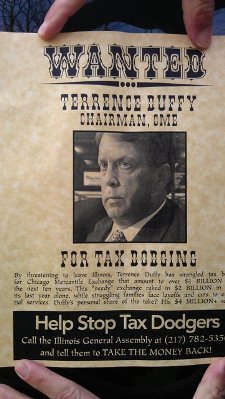 WANTED
TERRENCE DUFFY
CHAIRMAN, CME
FOR TAX DODGING
By threatening to leave Illinois, Terrence Duffy has wrangled tax b
for Chicago Mercantile Exchange that amount to over $1 BILLION
the next ten years. This "needy" exchange raked in $2 BILLION in
its last year alone, while struggling families face layoffs and cuts to e
nal services. Duffy's personal share of the take? His $4 MILLION+
Help Stop Tax Dodgers
Call the Illinois General Assembly at (217) 782-535
and tell them to TAKE THE MONEY BACK!